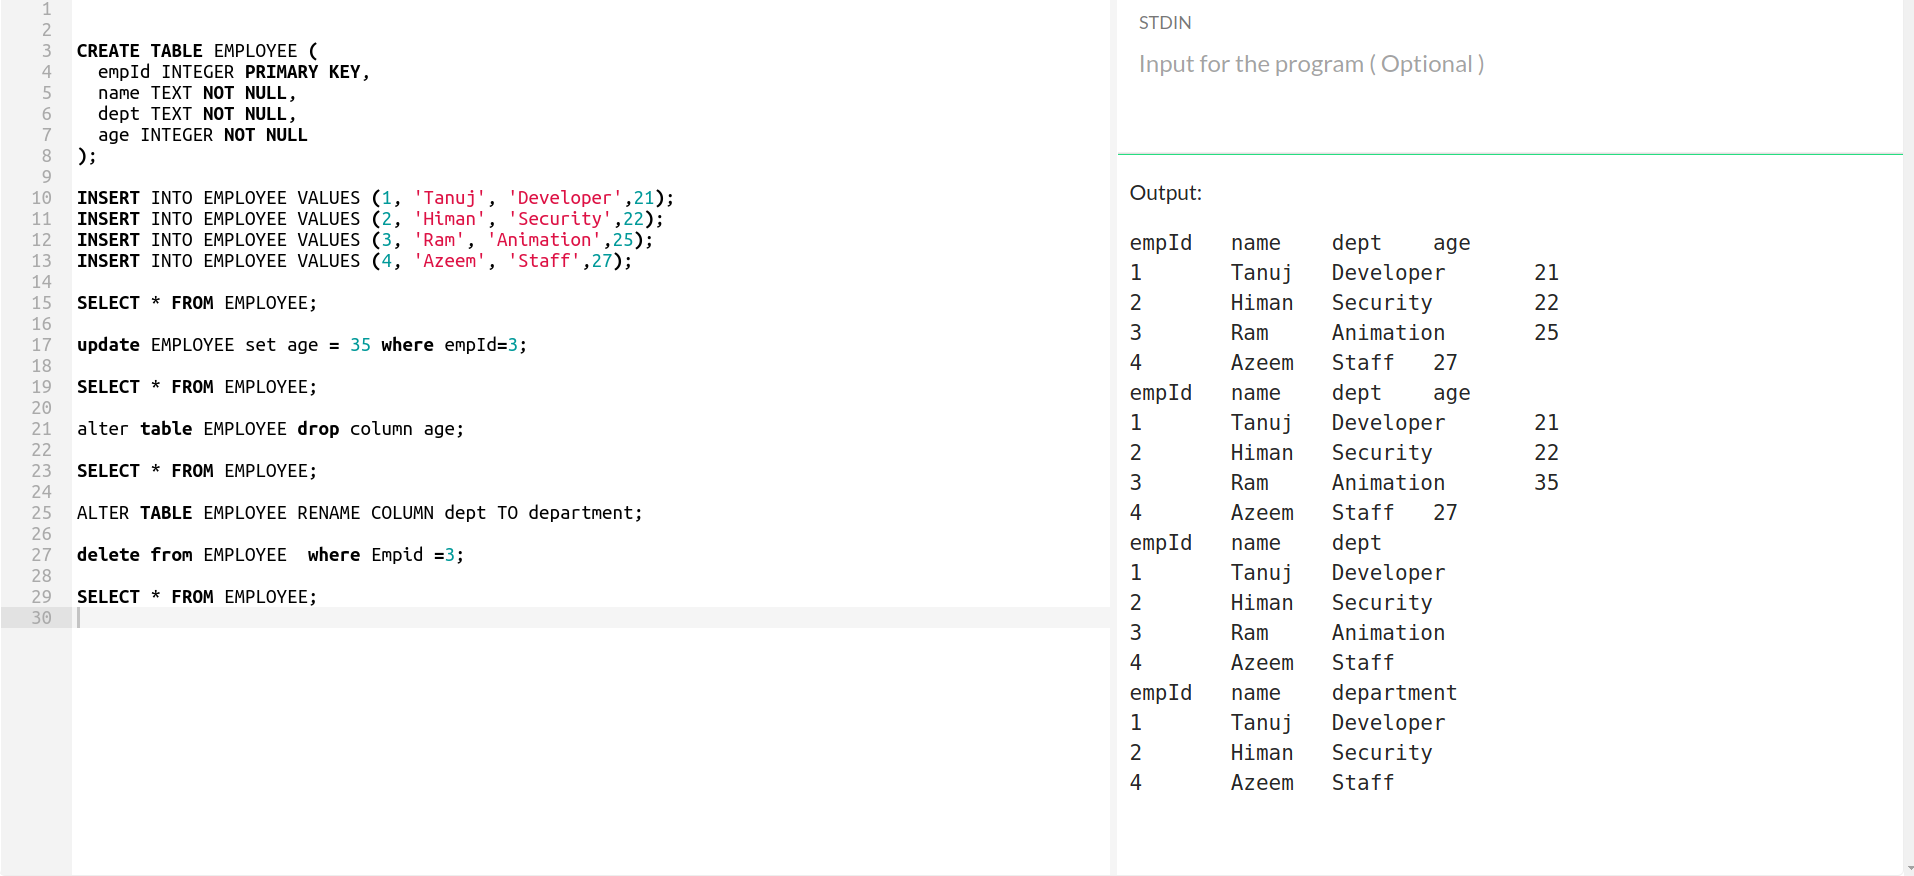 1
2
3 CREATE TABLE EMPLOYEE (
4 empId INTEGER PRIMARY KEY,
5 name TEXT NOT NULL,
6 dept TEXT NOT NULL,
7 age INTEGER NOT NULL
8 );
9
10 INSERT INTO EMPLOYEE VALUES (1, 'Tanuj', 'Developer',21);
11 INSERT INTO EMPLOYEE VALUES (2, 'Himan', 'Security',22);
12 INSERT INTO EMPLOYEE VALUES (3, 'Ram', 'Animation',25);
13 INSERT INTO EMPLOYEE VALUES (4, 'Azeem', 'Staff',27);
14
15 SELECT * FROM EMPLOYEE;
16
17 update EMPLOYEE set age = 35 where empId=3;
18
19 SELECT * FROM EMPLOYEE;
20
21 alter table EMPLOYEE drop column age;
22
23 SELECT * FROM EMPLOYEE;
24
25 ALTER TABLE EMPLOYEE RENAME COLUMN dept TO department;
26
27 delete from EMPLOYEE  where Empid =3;
28
29 SELECT * FROM EMPLOYEE;
30
STDIN
Input for the program ( Optional )
Output:
empId name dept age
1 Tanuj Developer 21
2 Himan Security 22
3 Ram Animation 25
4 Azeem Staff 27
empId name dept age
1 Tanuj Developer 21
2 Himan Security 22
3 Ram Animation 35
4 Azeem Staff 27
empId name dept
1 Tanuj Developer
2 Himan Security
3 Ram Animation
4 Azeem Staff
empId name department
1 Tanuj Developer
2 Himan Security
4 Azeem Staff